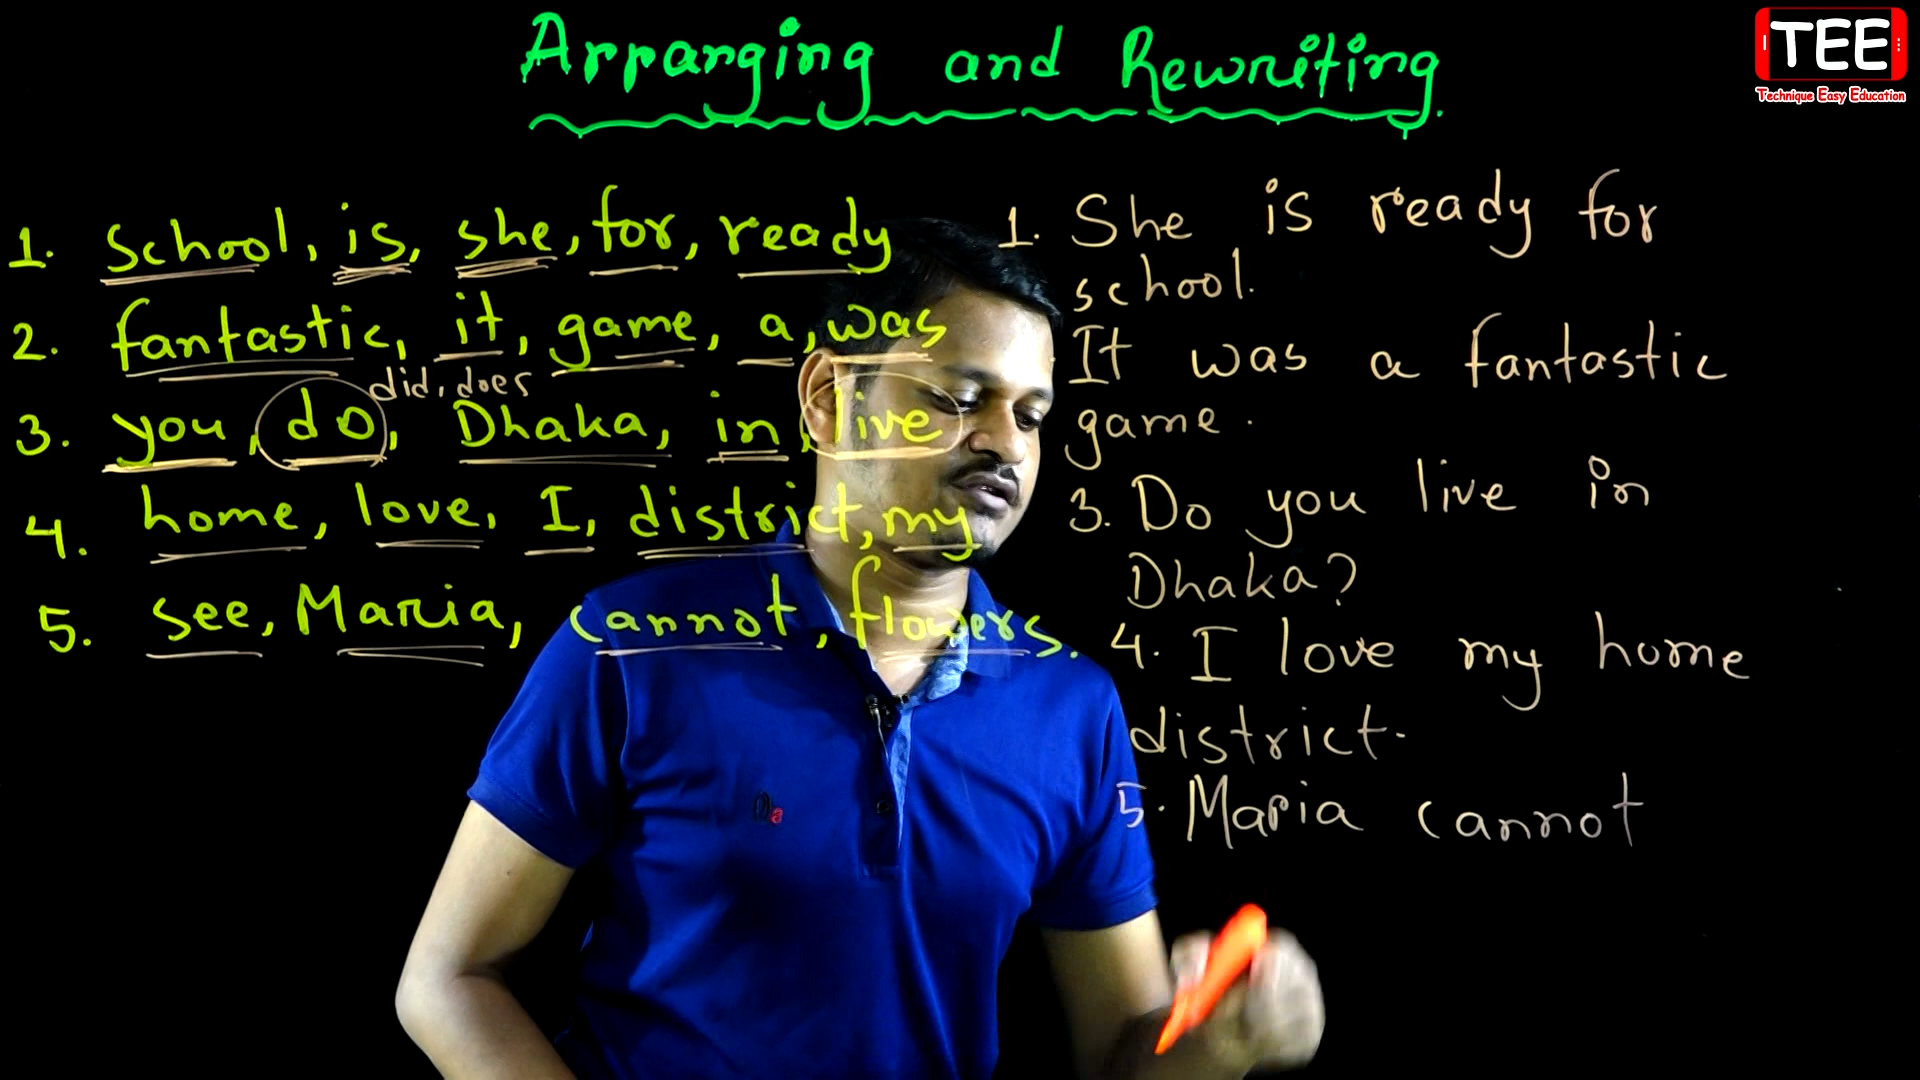 Arranging and Rewriting.
TEE
Technique Easy Education
1. School, is, she, for, ready
2. fantastic, it, game, a, was
did, does
3. you, do, Dhaka, in, live
4. home, love, I, district, my
5. see, Maria, cannot, flowers.
1. She is ready for
school.
It was a fantastic
game.
3. Do you live in
Dhaka?
4. I love my home
district.
5. Maria cannot